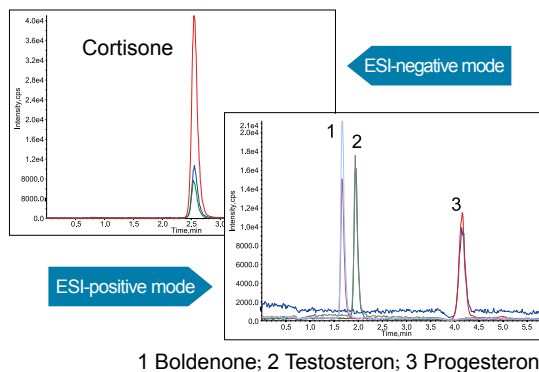 Cortisone
ESI-negative mode
Intensity,cps
4.0e4
3.6e4
3.2e4
2.8e4
2.4e4
2.0e4
1.6e4
1.2e4
8000.0
4000.0
0.0
0.5 1.0 1.5 2.0 2.5 3.0
Time,min
ESI-positive mode
Intensity,cps
2.1e4
2.0e4
1.8e4
1.6e4
1.4e4
1.2e4
1.0e4
8000.0
6000.0
4000.0
2000.0
0.0
1
2
3
0.5 1.0 1.5 2.0 2.5 3.0 3.5 4.0 4.5 5.0 5.5
Time,min
1 Boldenone; 2 Testosteron; 3 Progesteron